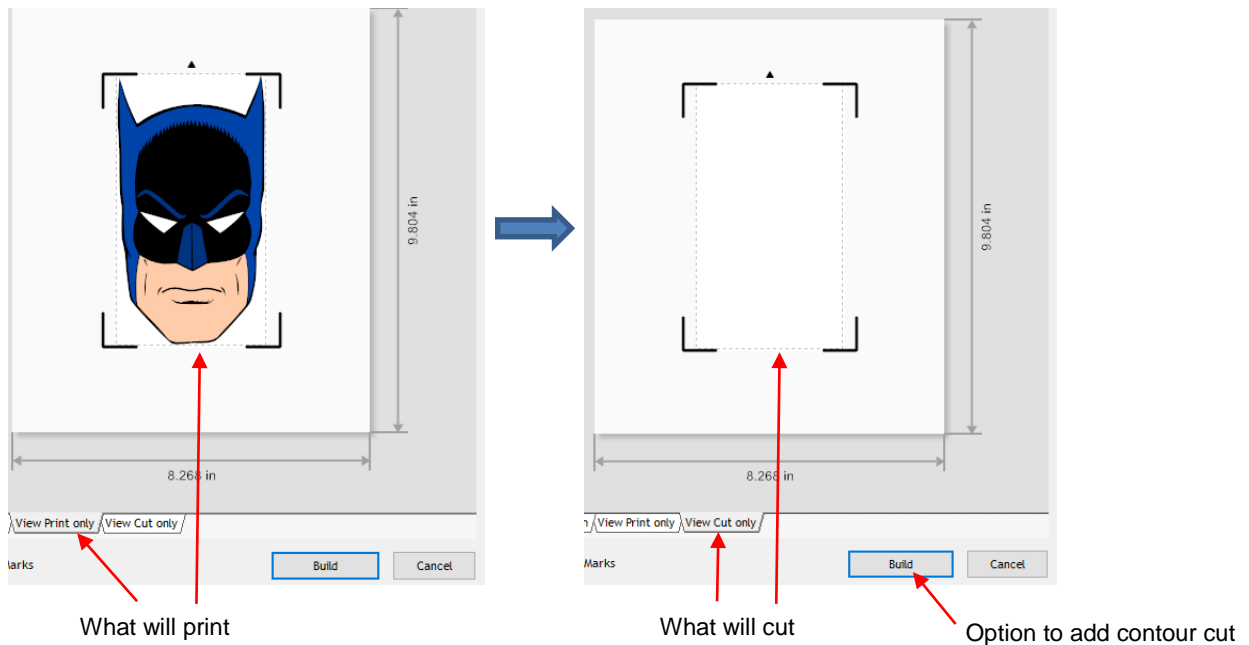 9.804 in
8.268 in
View Print only View Cut only
Marks
Build
Cancel
What will print
9.804 in
8.268 in
n View Print only View Cut only
Marks
Build
Cancel
What will cut
Option to add contour cut